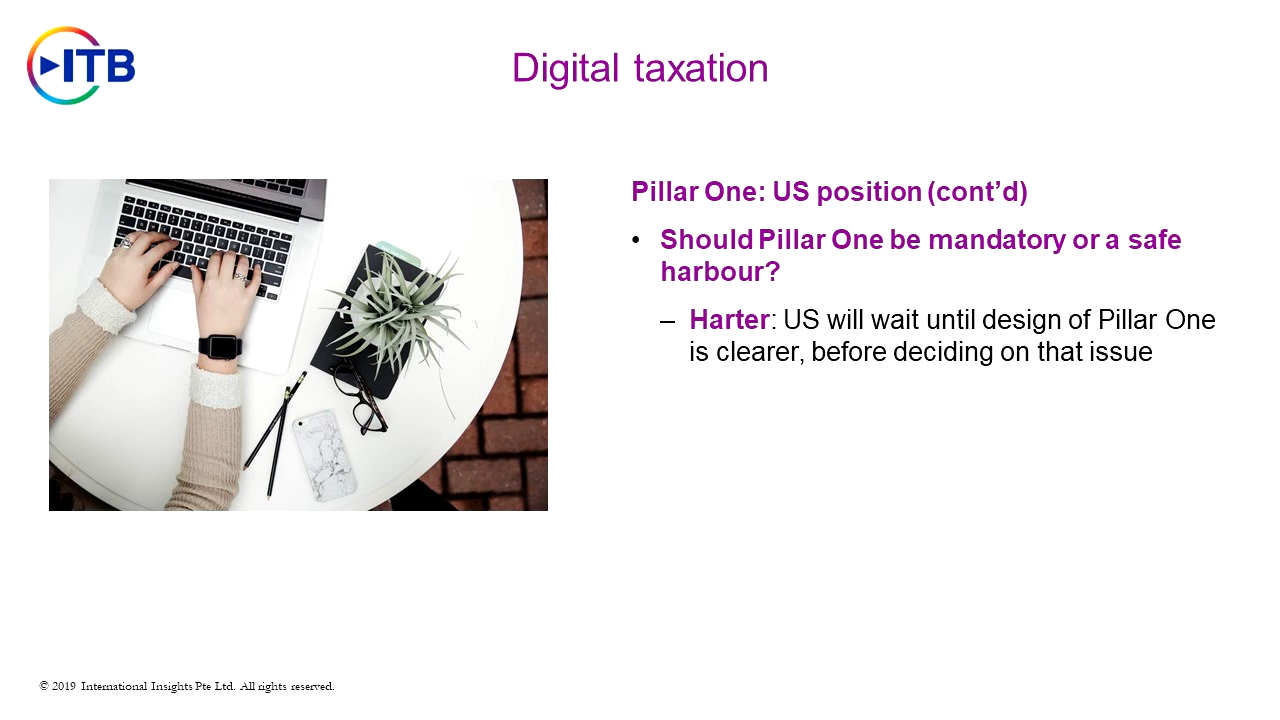 ITB
Digital taxation
Pillar One: US position (cont’d)
• Should Pillar One be mandatory or a safe
harbour?
– Harter: US will wait until design of Pillar One
is clearer, before deciding on that issue
© 2019 International Insights Pte Ltd. All rights reserved.